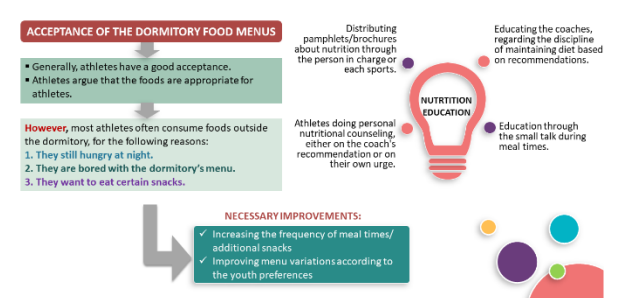 ACCEPTANCE OF THE DORMITORY FOOD MENUS
▪ Generally, athletes have a good acceptance.
▪ Athletes argue that the foods are appropriate for
athletes.
However, most athletes often consume foods outside
the dormitory, for the following reasons:
1. They still hungry at night.
2. They are bored with the dormitory's menu.
3. They want to eat certain snacks.
NECESSARY IMPROVEMENTS:
✓ Increasing the frequency of meal times/
additional snacks
✓ Improving menu variations according to
the youth preferences
Distributing
pamphlets/brochures
about nutrition through
the person in charge or
each sports.
Educating the coaches,
regarding the discipline
of maintaining diet based
on recommendations.
NUTRTITION
EDUCATION
Athletes doing personal
nutritional counseling,
either on the coach's
recommendation or on
their own urge.
Education through
the small talk during
meal times.